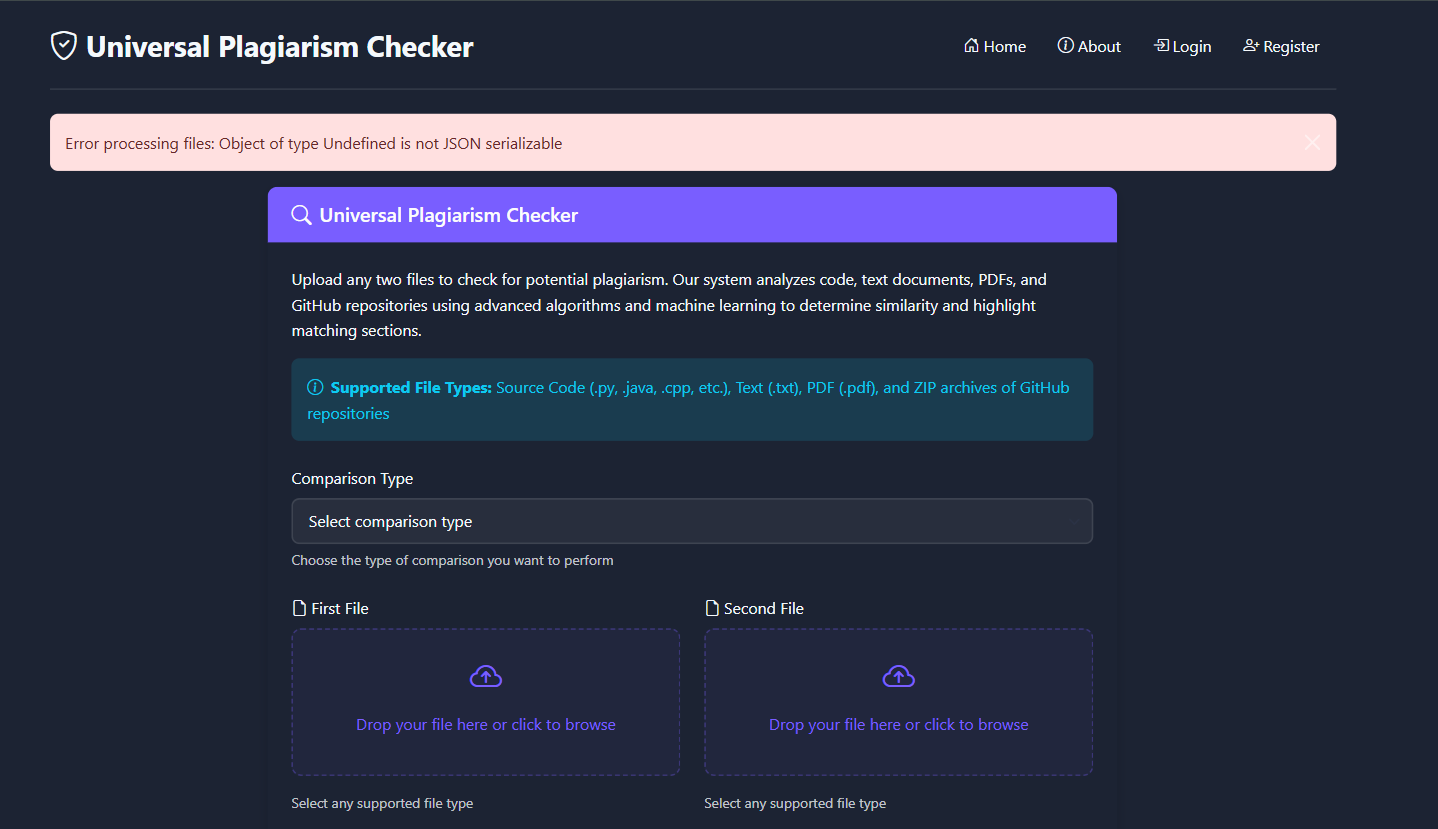 Universal Plagiarism Checker
Home About Login Register
Error processing files: Object of type Undefined is not JSON serializable
Universal Plagiarism Checker
Upload any two files to check for potential plagiarism. Our system analyzes code, text documents, PDFs, and
GitHub repositories using advanced algorithms and machine learning to determine similarity and highlight
matching sections.
Supported File Types: Source Code (.py, .java, .cpp, etc.), Text (.txt), PDF (.pdf), and ZIP archives of GitHub
repositories
Comparison Type
Select comparison type
Choose the type of comparison you want to perform
First File
Second File
Drop your file here or click to browse
Drop your file here or click to browse
Select any supported file type
Select any supported file type